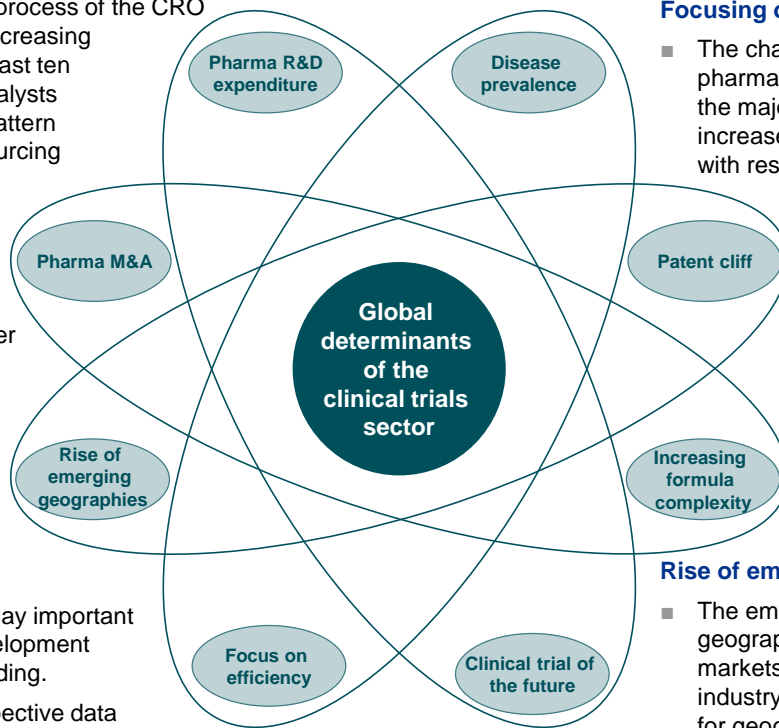 process of the CRO
creasing
ast ten
alysts
attern
urcing
er
ay important
elopment
ding.
pective data
Pharma R&D
expenditure
Disease
prevalence
Pharma M&A
Patent cliff
Global
determinants
of the
clinical trials
sector
Rise of
emerging
geographies
Increasing
formula
complexity
Focus on
efficiency
Clinical trial of
the future
Focusing o
■ The cha
pharma
the majo
increase
with res
Rise of em
■ The em
geograp
markets
industry
for geog